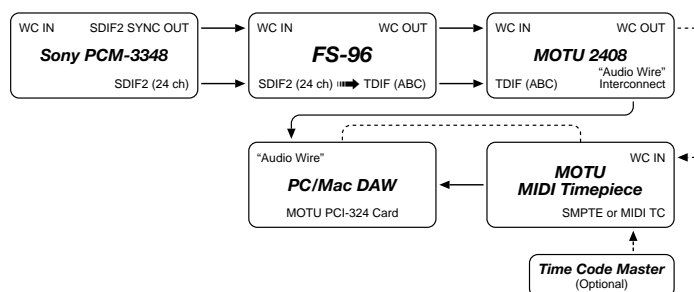 WC IN SDIF2 SYNC OUT
Sony PCM-3348
SDIF2 (24 ch)
WC IN WC OUT
FS-96
SDIF2 (24 ch) ➠ TDIF (ABC)
WC IN WC OUT
MOTU 2408
"Audio Wire"
TDIF (ABC) Interconnect
"Audio Wire"
PC/Mac DAW
MOTU PCI-324 Card
WC IN
MOTU
MIDI Timepiece
SMPTE or MIDI TC
Time Code Master
(Optional)